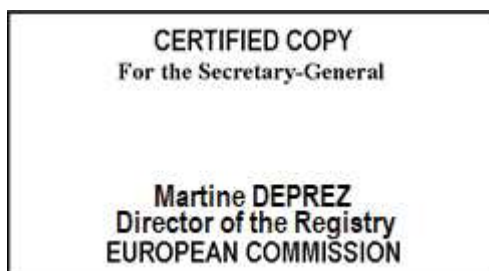 CERTIFIED COPY
For the Secretary-General
Martine DEPREZ
Director of the Registry
EUROPEAN COMMISSION